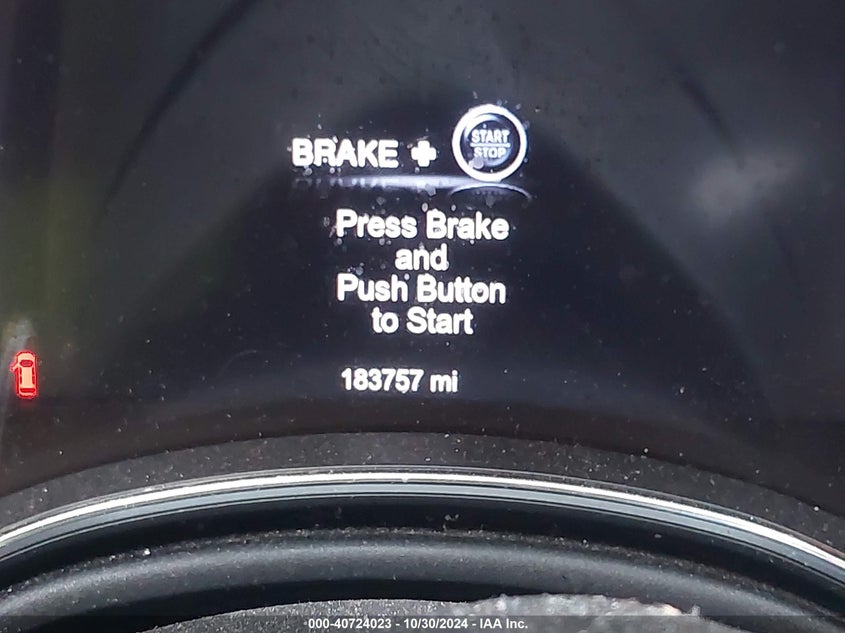 BRAKE + START
STOP
Press Brake
and
Push Button
to Start
183757 mi
000-40724023 - 10/30/2024 - IAA Inc.